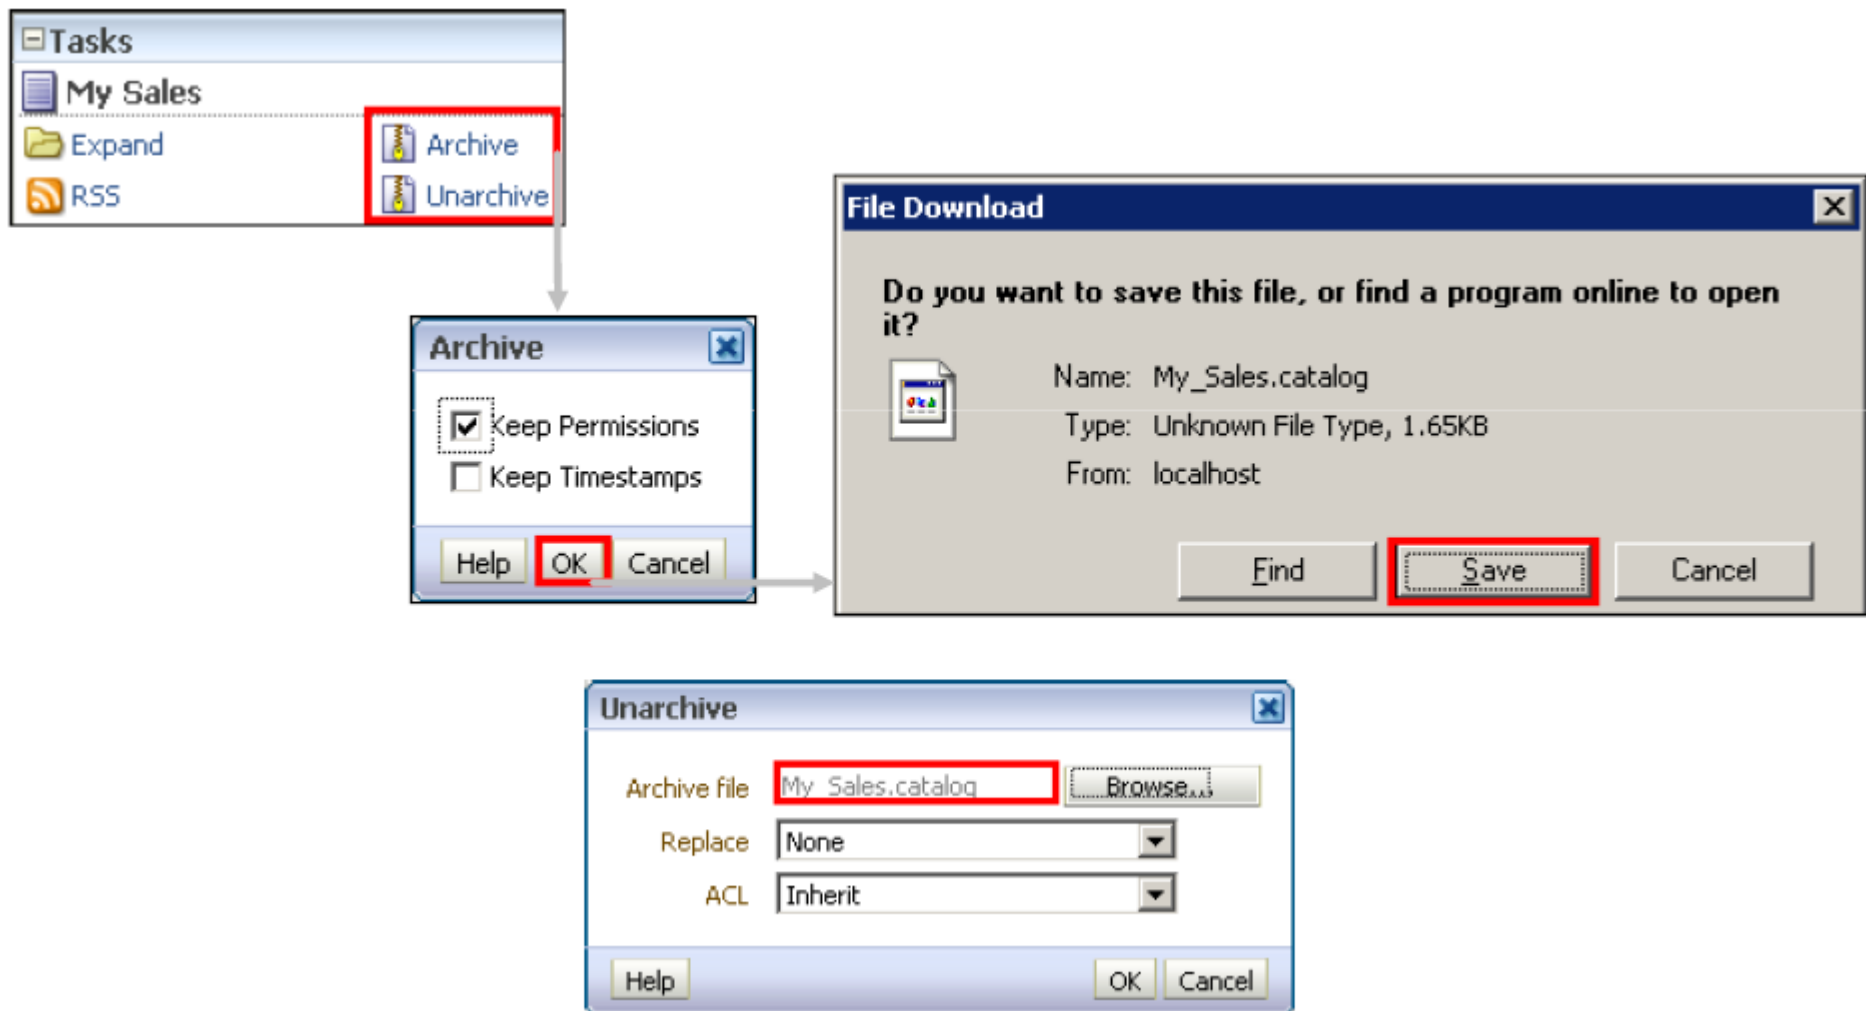 Tasks
My Sales
Expand
Archive
RSS
Unarchive
Archive
Keep Permissions
Keep Timestamps
Help OK Cancel
File Download
Do you want to save this file, or find a program online to open
it?
Name: My_Sales.catalog
Type: Unknown File Type, 1.65KB
From: localhost
Find Save Cancel
Unarchive
Archive file My_Sales.catalog Browse...
Replace None
ACL Inherit
Help OK Cancel